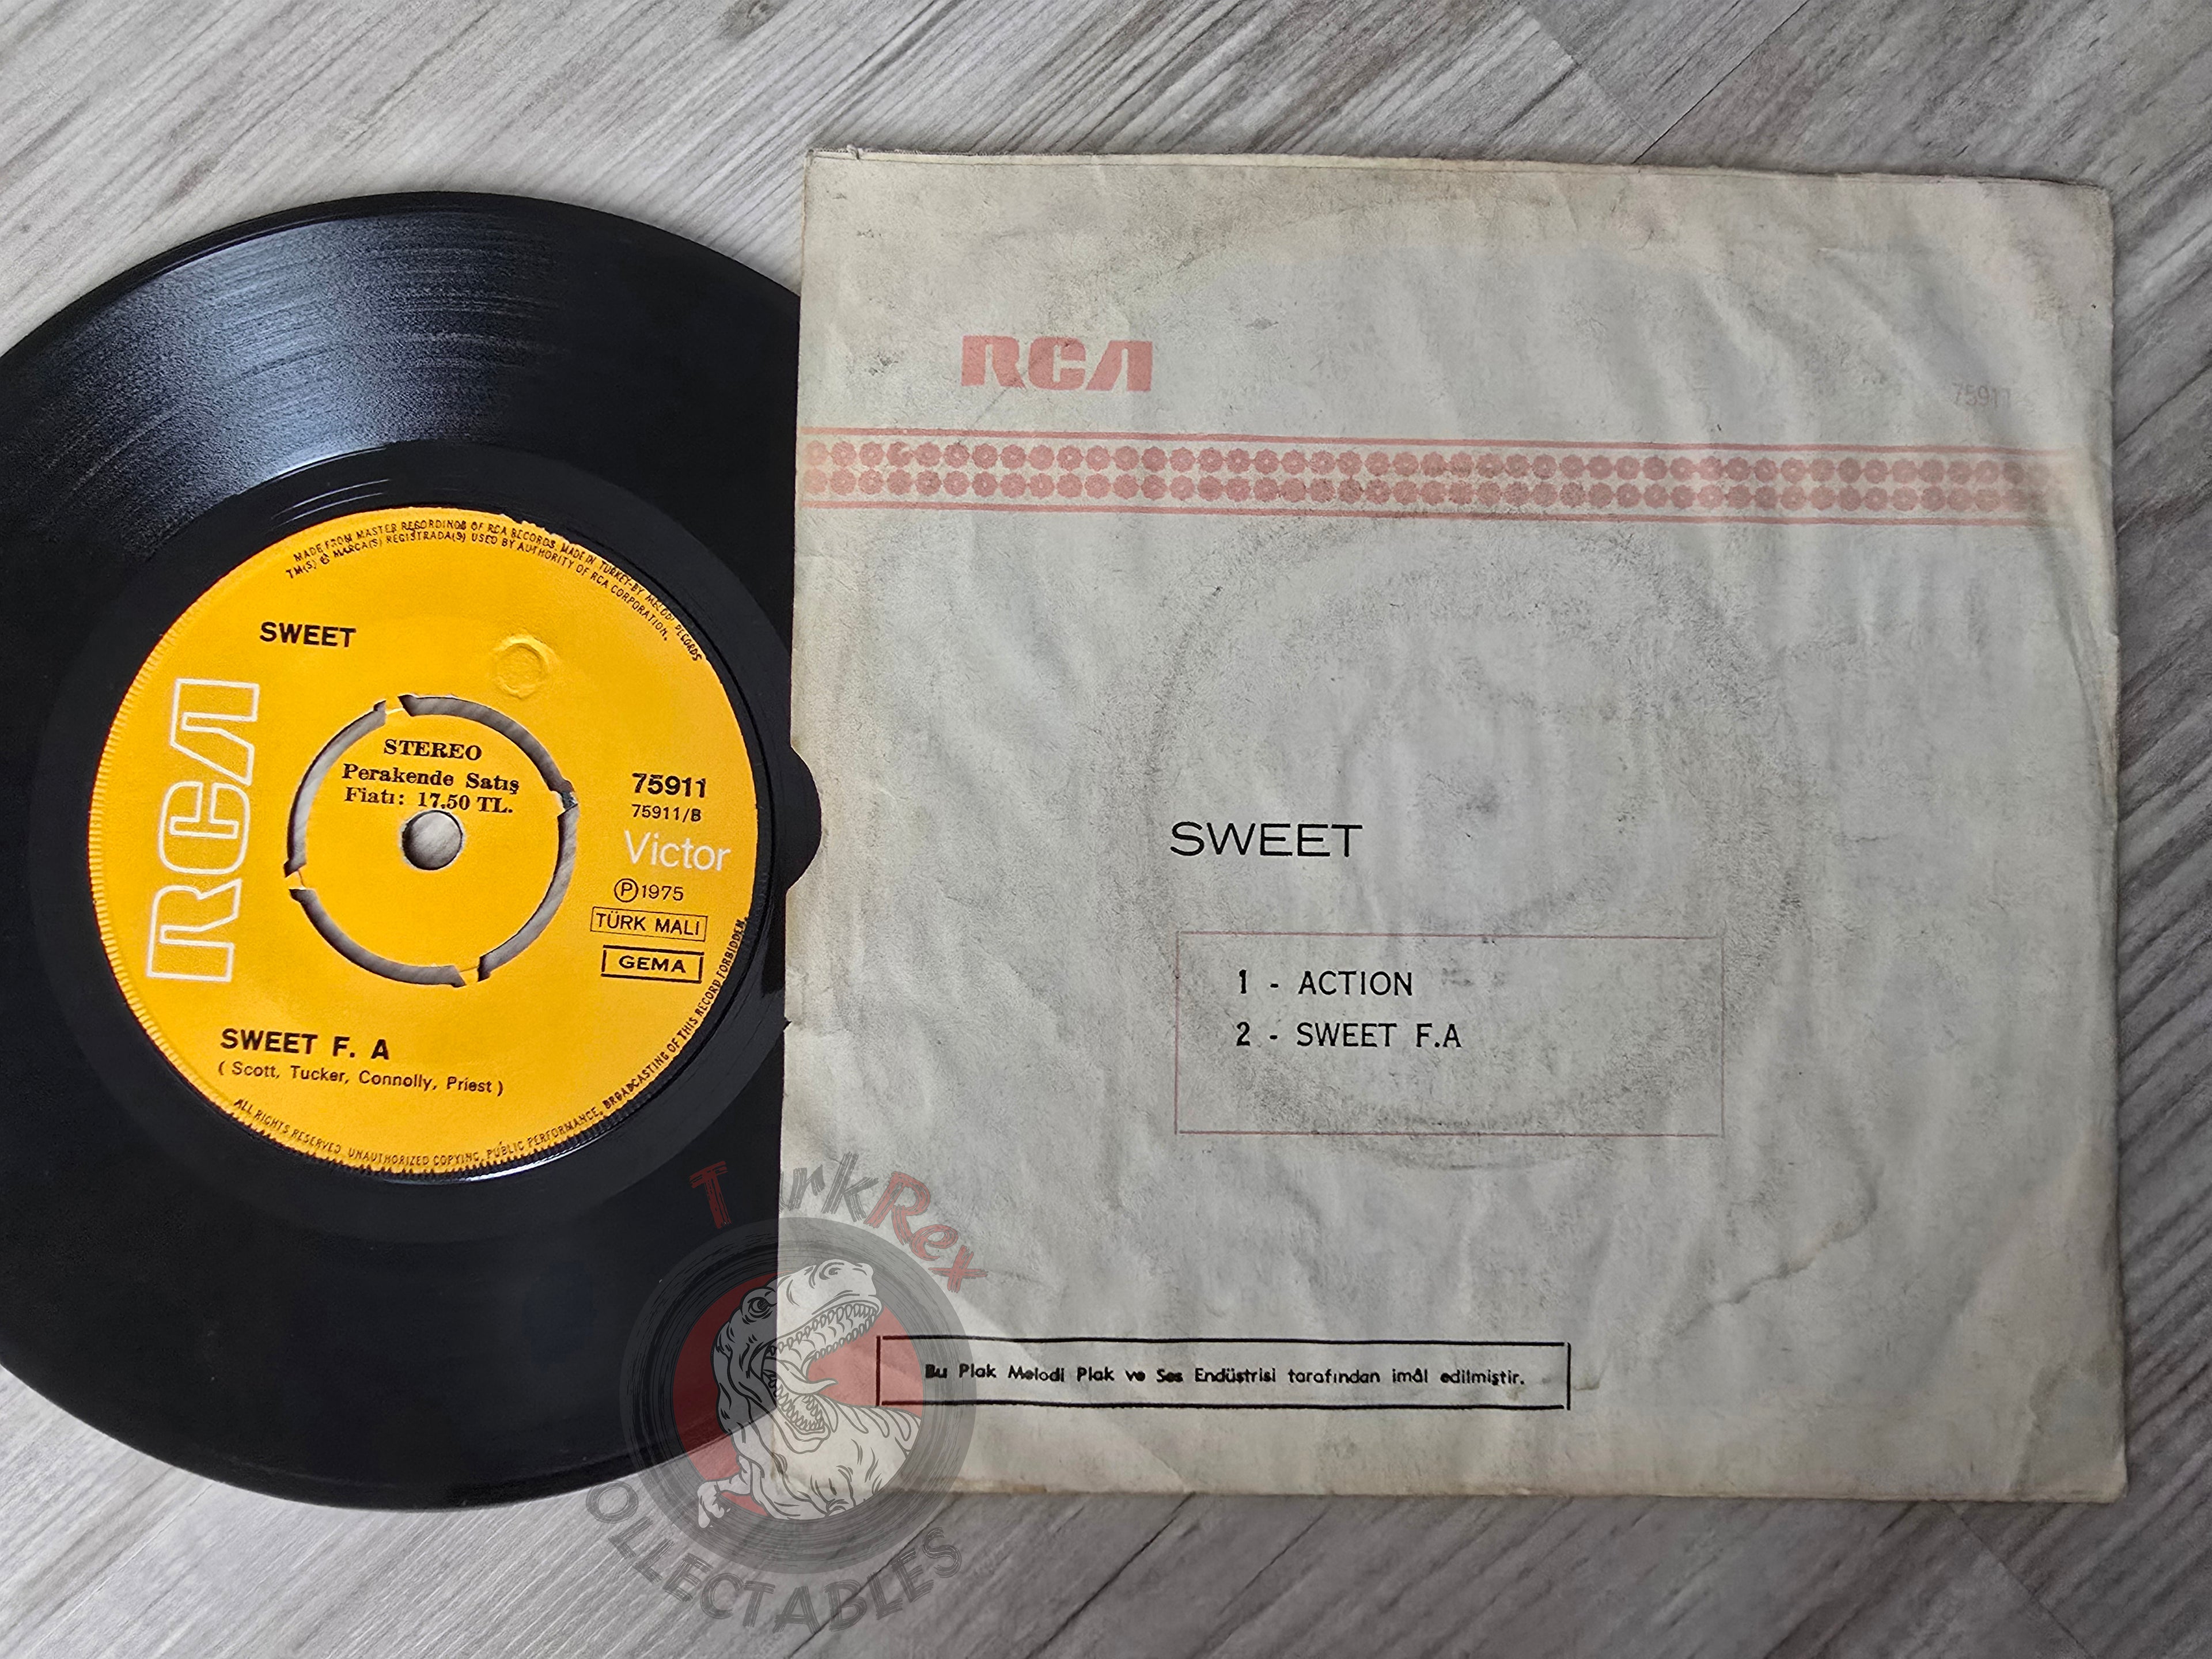 MADE FROM MASTER RECORDINGS OF RCA RECORDS. MADE IN TURKEY-BY MELODİ RECORDS
TM(S) ® MARCA(S) REGISTRADA(S) USED BY AUTHORITY OF RCA CORPORATION.
SWEET
RCA
STEREO
Perakende Satış
Fiatı: 17.50 TL.
75911
75911/B
Victor
Ⓟ1975
TÜRK MALI
GEMA
SWEET F. A
( Scott, Tucker, Connolly, Priest )
ALL RIGHTS RESERVED. UNAUTHORIZED COPYING, PUBLIC PERFORMANCE, BROADCASTING OF THIS RECORD FORBIDDEN.
RCA
75911
SWEET
1 - ACTION
2 - SWEET F.A
Bu Plak Melodi Plak ve Ses Endüstrisi tarafından imâl edilmiştir.
TurkRex
COLLECTABLES